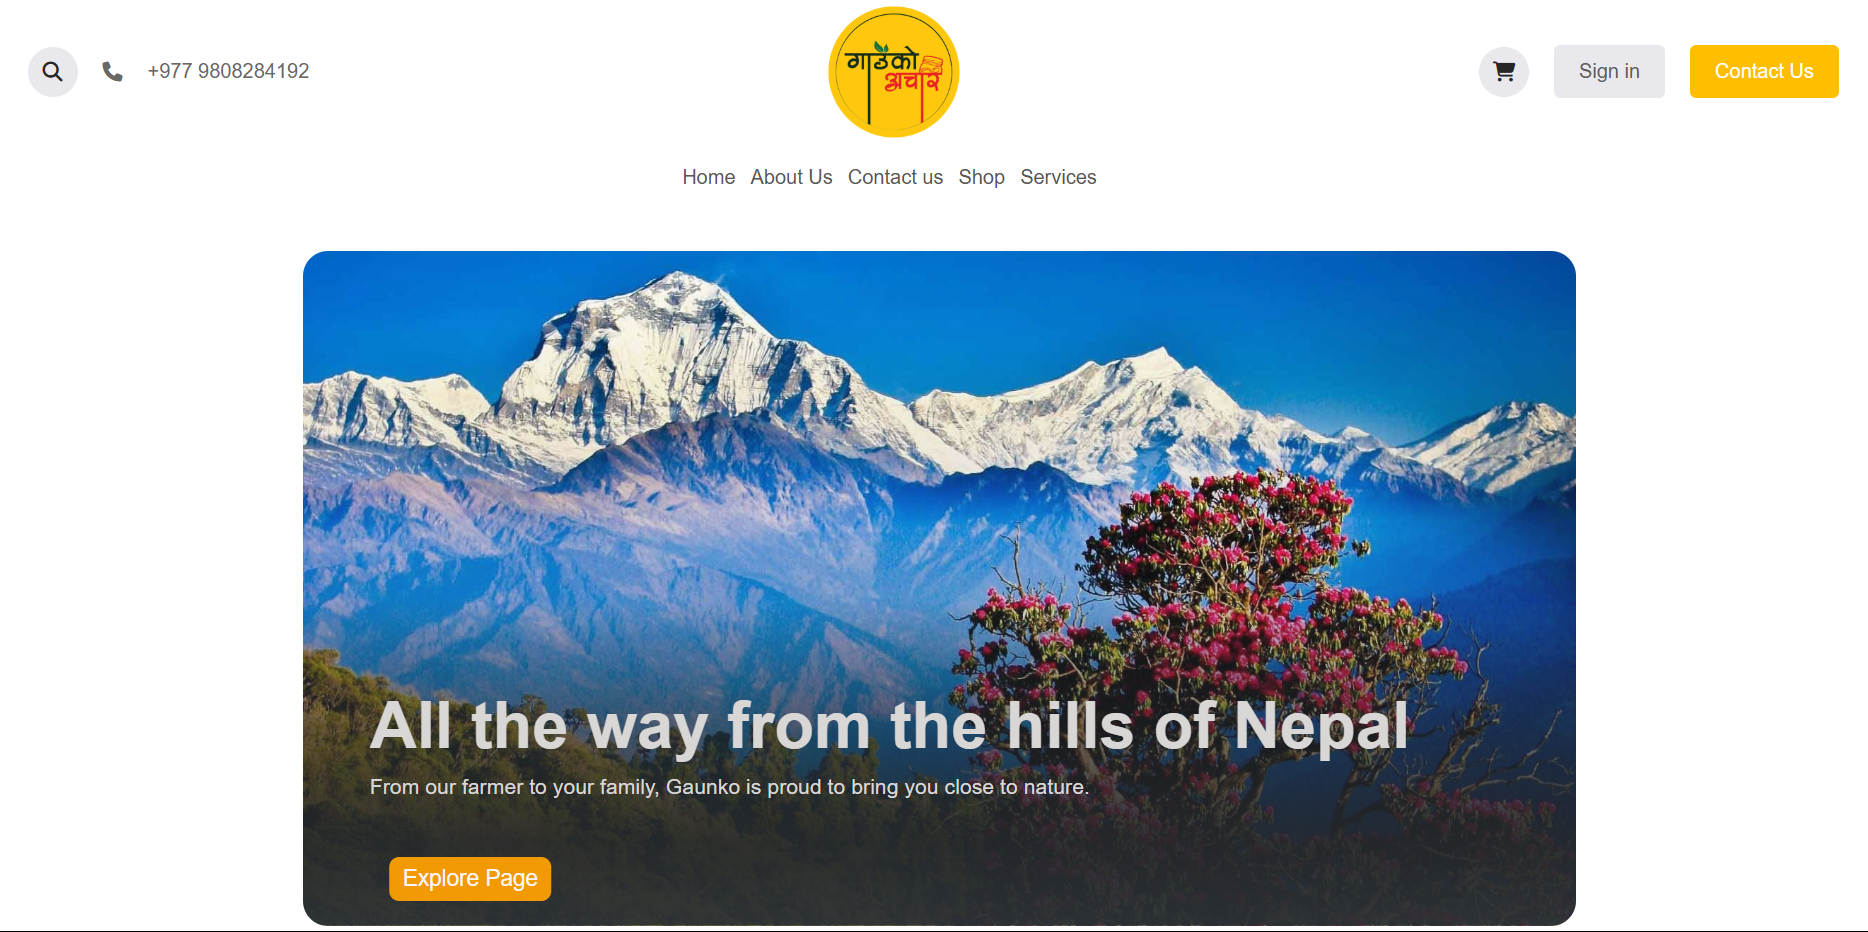 +977 9808284192
गाउँको
अचार
Sign in
Contact Us
Home About Us Contact us Shop Services
All the way from the hills of Nepal
From our farmer to your family, Gaunko is proud to bring you close to nature.
Explore Page